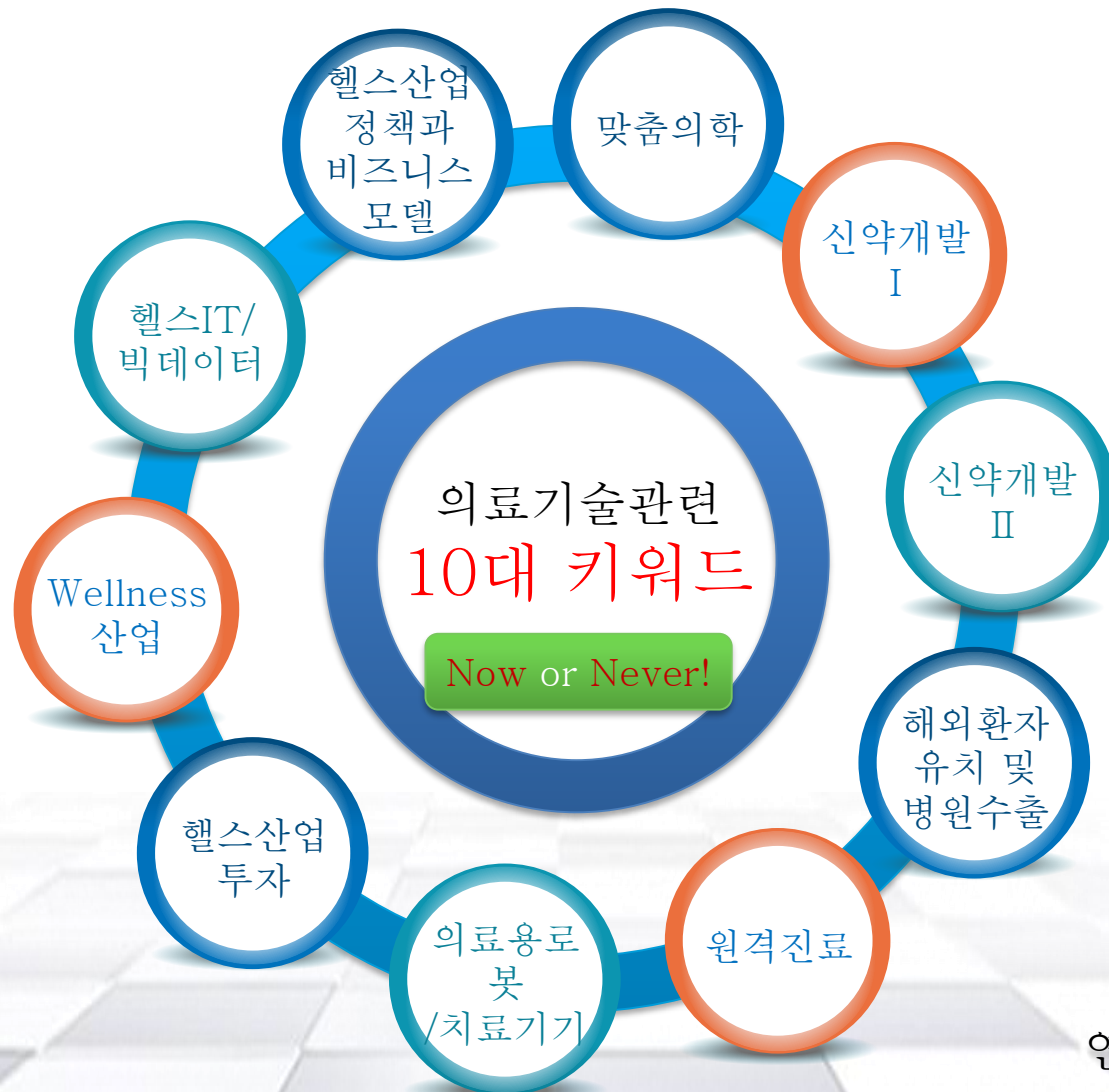 의료기술관련
10대 키워드
Now or Never!
헬스산업
정책과
비즈니스
모델
맞춤의학
신약개발
Ⅰ
신약개발
Ⅱ
해외환자
유치 및
병원수출
원격진료
의료용로
봇
/치료기기
핼스산업
투자
Wellness
산업
헬스IT/
빅데이터